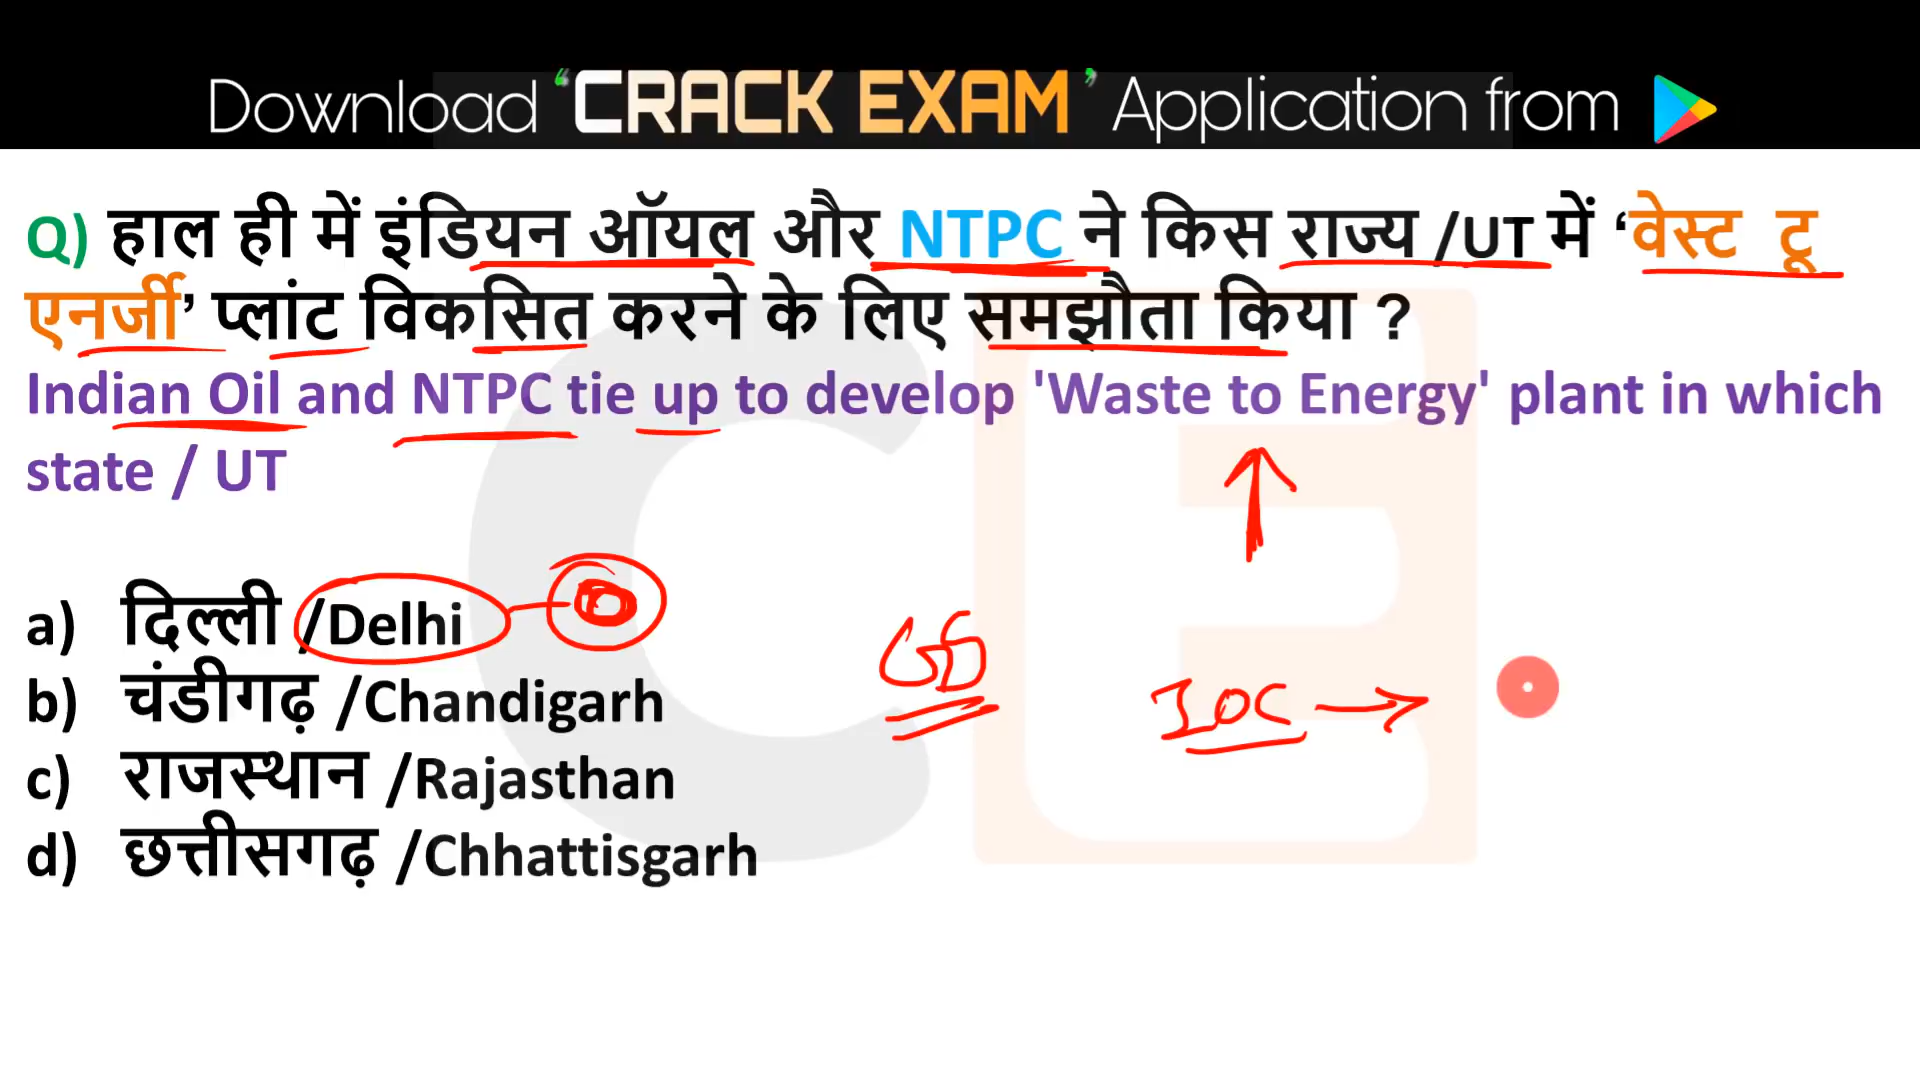 Download ‘CRACK EXAM’ Application from
Q) हाल ही में इंडियन ऑयल और NTPC ने किस राज्य /UT में ‘वेस्ट टू
एनर्जी’ प्लांट विकसित करने के लिए समझौता किया ?
Indian Oil and NTPC tie up to develop 'Waste to Energy' plant in which
state / UT
a) दिल्ली /Delhi
b) चंडीगढ़ /Chandigarh
IOC
c) राजस्थान /Rajasthan
d) छत्तीसगढ़ /Chhattisgarh